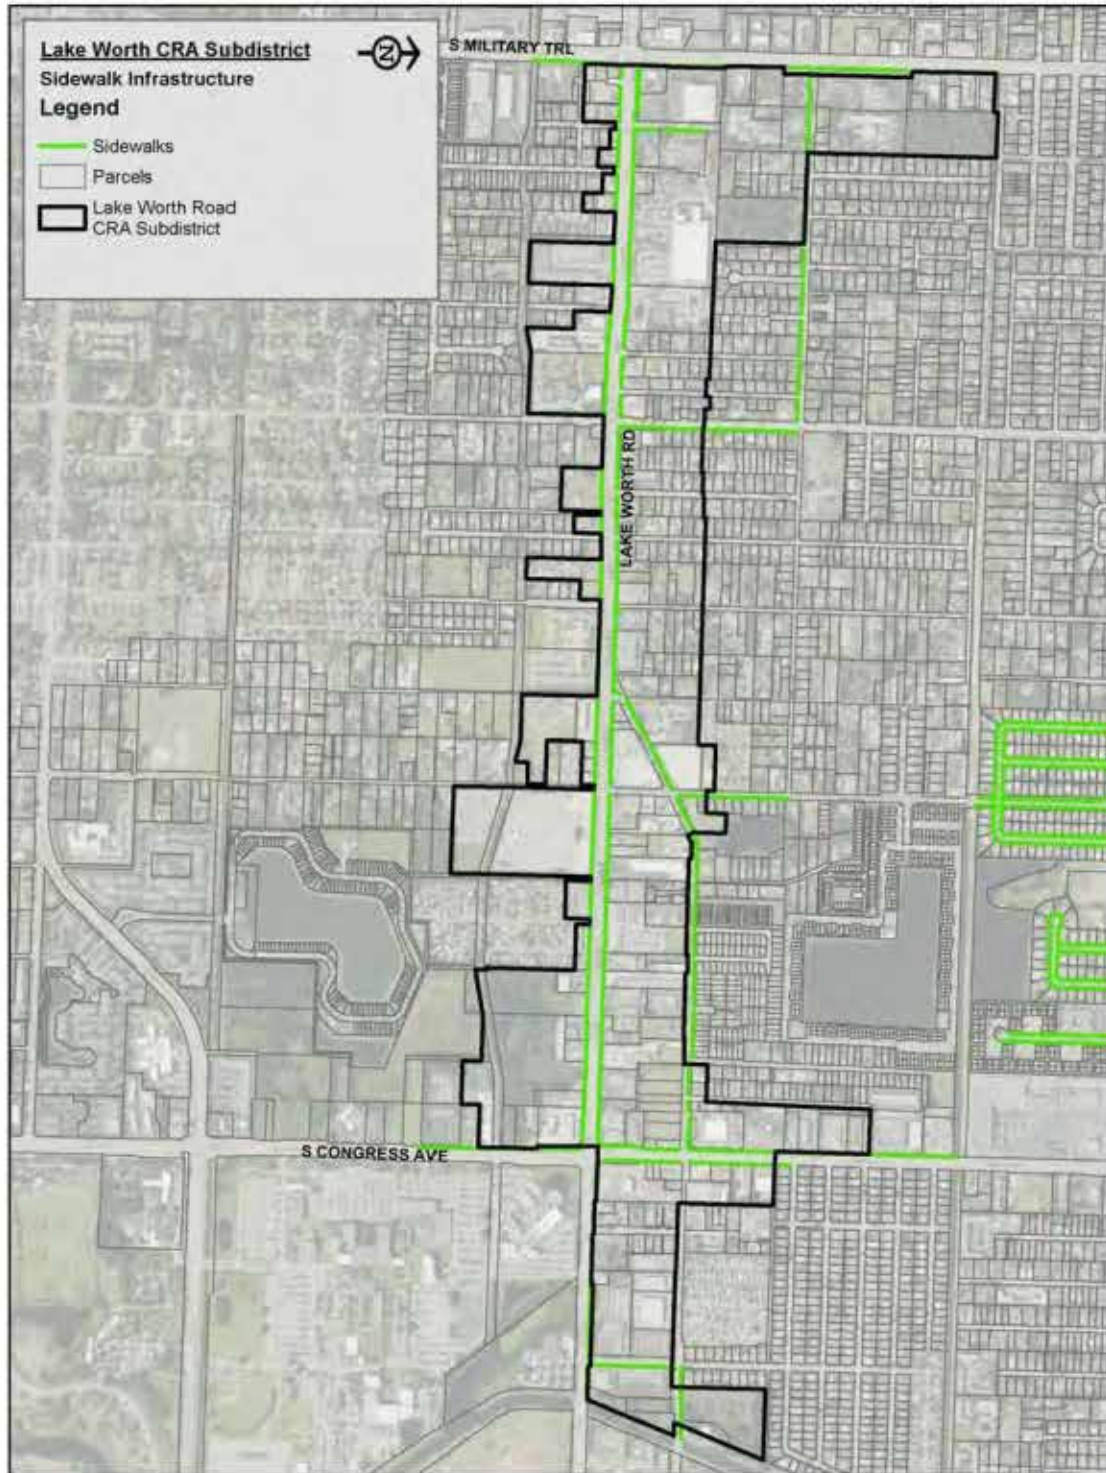 Lake Worth CRA Subdistrict
N
Sidewalk Infrastructure
Legend
Sidewalks
Parcels
Lake Worth Road
CRA Subdistrict
S MILITARY TRL
LAKE WORTH RD
S CONGRESS AVE